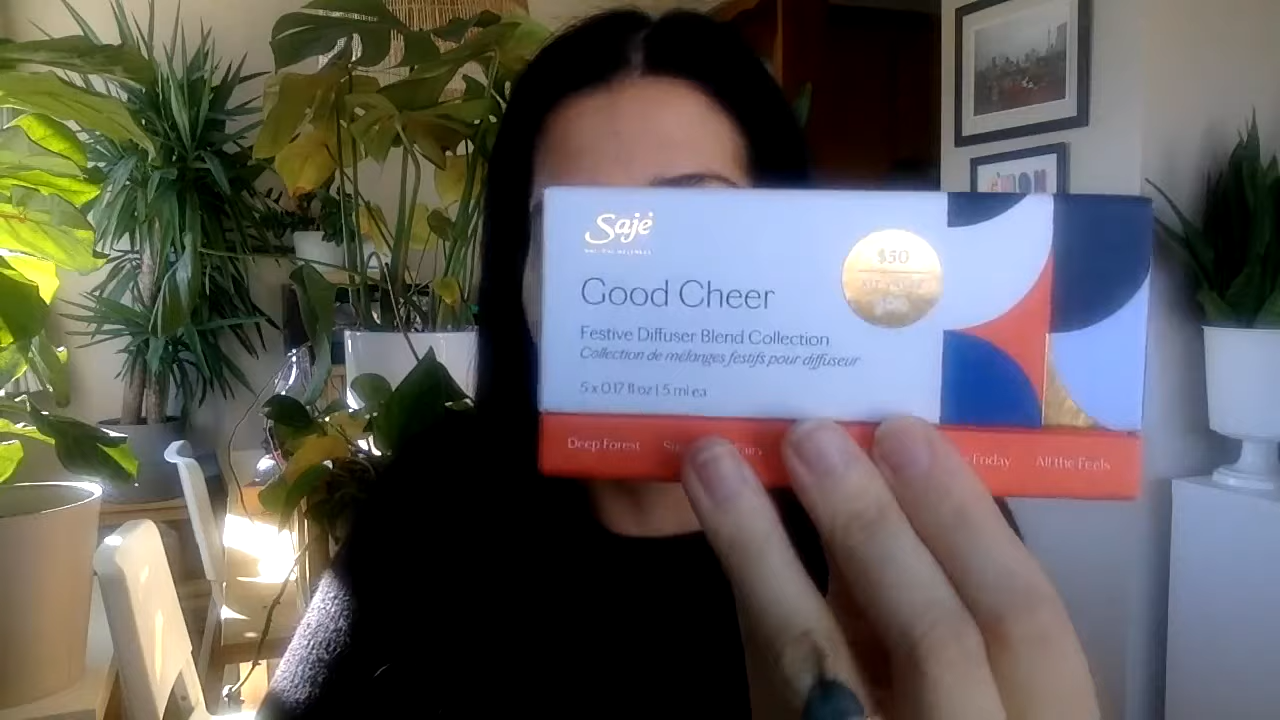 Saje
Good Cheer
Festive Diffuser Blend Collection
Collection de mélanges festifs pour diffuseur
5 x 0.17 fl oz | 5 ml ea
$50
Deep Forest
Friday
All the Feels